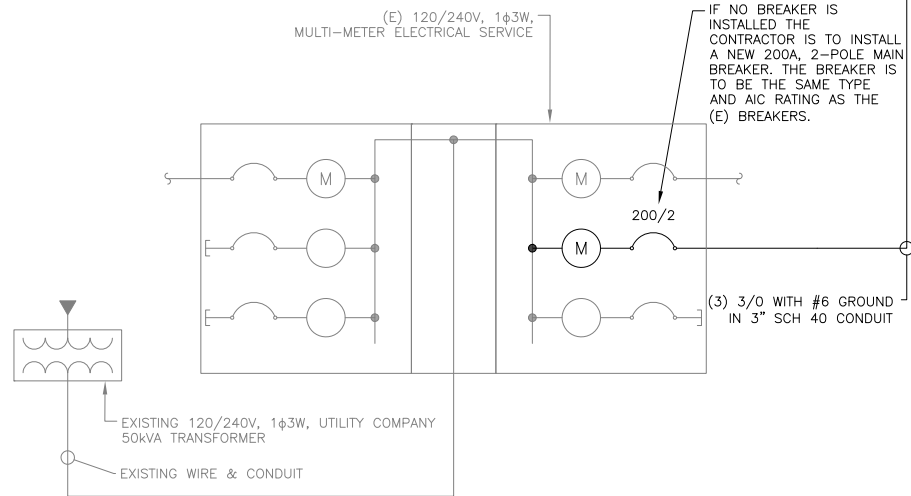 (E) 120/240V, 1ϕ3W,
MULTI-METER ELECTRICAL SERVICE
IF NO BREAKER IS
INSTALLED THE
CONTRACTOR IS TO INSTALL
A NEW 200A, 2-POLE MAIN
BREAKER. THE BREAKER IS
TO BE THE SAME TYPE
AND AIC RATING AS THE
(E) BREAKERS.
M
M
200/2
M
(3) 3/0 WITH #6 GROUND
IN 3" SCH 40 CONDUIT
EXISTING 120/240V, 1ϕ3W, UTILITY COMPANY
50kVA TRANSFORMER
EXISTING WIRE & CONDUIT